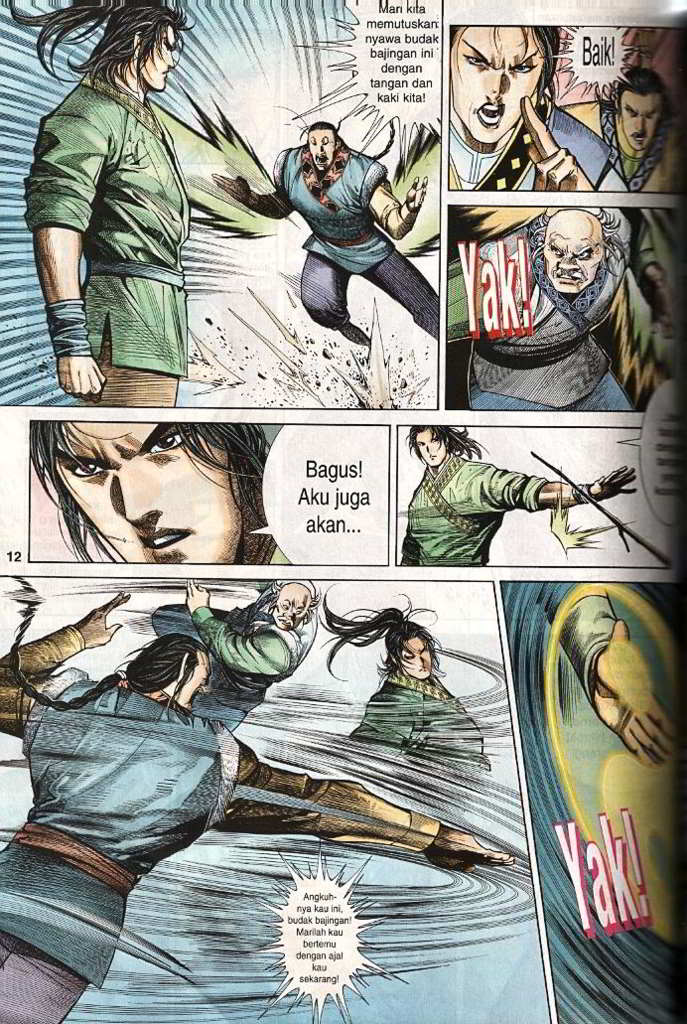 Mari kita
memutuskan
nyawa budak
bajingan ini
dengan
tangan dan
kaki kita!
Baik!
Yak!
Bagus!
Aku juga
akan...
12
Angkuh-
nya kau ini,
budak bajingan!
Marilah kau
bertemu
dengan ajal
kau
sekarang!
Yak!